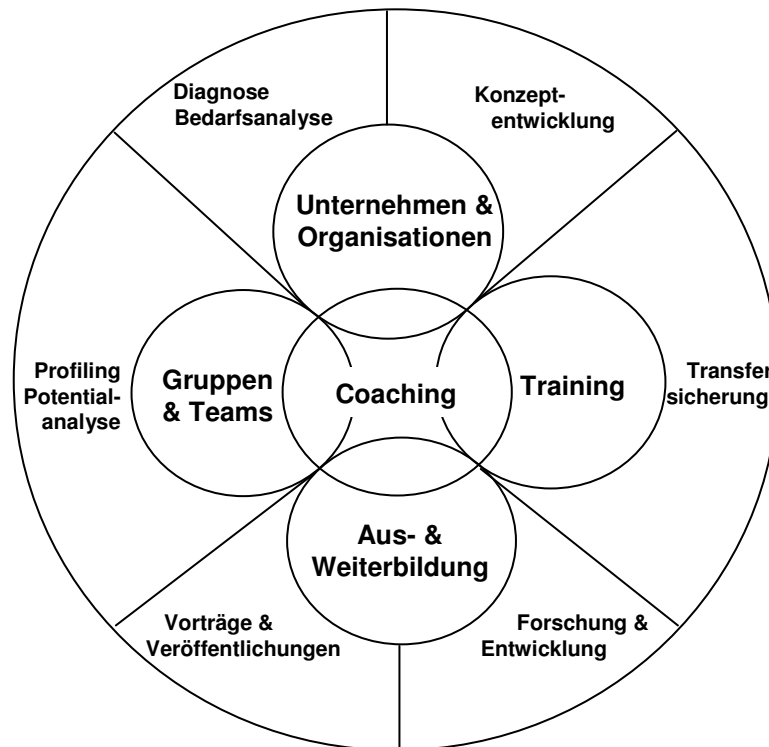 Diagnose
Bedarfsanalyse
Konzept-
entwicklung
Unternehmen &
Organisationen
Profiling
Potential-
analyse
Gruppen
& Teams
Coaching
Training
Transfer
sicherung
Aus- &
Weiterbildung
Vorträge &
Veröffentlichungen
Forschung &
Entwicklung